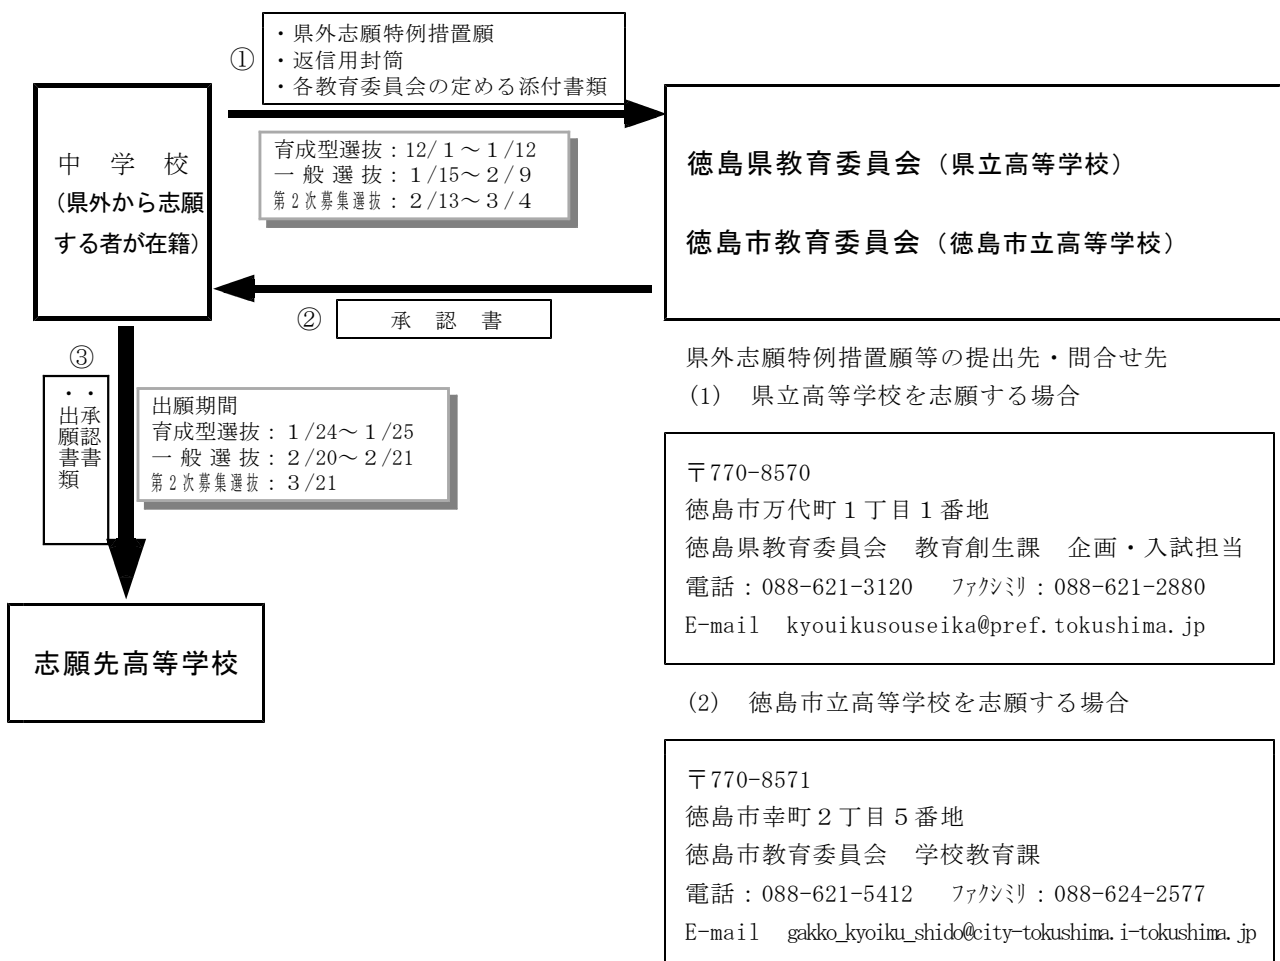 ①
・県外志願特例措置願
・返信用封筒
・各教育委員会の定める添付書類
中　学　校
(県外から志願
する者が在籍)
育成型選抜：12/１～１/12
一 般 選 抜：１/15～２/９
第２次募集選抜：２/13～３/４
徳島県教育委員会（県立高等学校）
徳島市教育委員会（徳島市立高等学校）
②
承　認　書
③
・承認書
・出願書類
出願期間
育成型選抜：１/24～１/25
一 般 選 抜：２/20～２/21
第２次募集選抜：３/21
志願先高等学校
県外志願特例措置願等の提出先・問合せ先
(1)　県立高等学校を志願する場合
〒770-8570
徳島市万代町１丁目１番地
徳島県教育委員会　教育創生課　企画・入試担当
電話：088-621-3120　ﾌｧｸｼﾐﾘ：088-621-2880
E-mail　kyouikusouseika@pref.tokushima.jp
(2)　徳島市立高等学校を志願する場合
〒770-8571
徳島市幸町２丁目５番地
徳島市教育委員会　学校教育課
電話：088-621-5412　ﾌｧｸｼﾐﾘ：088-624-2577
E-mail　gakko_kyoiku_shido@city-tokushima.i-tokushima.jp